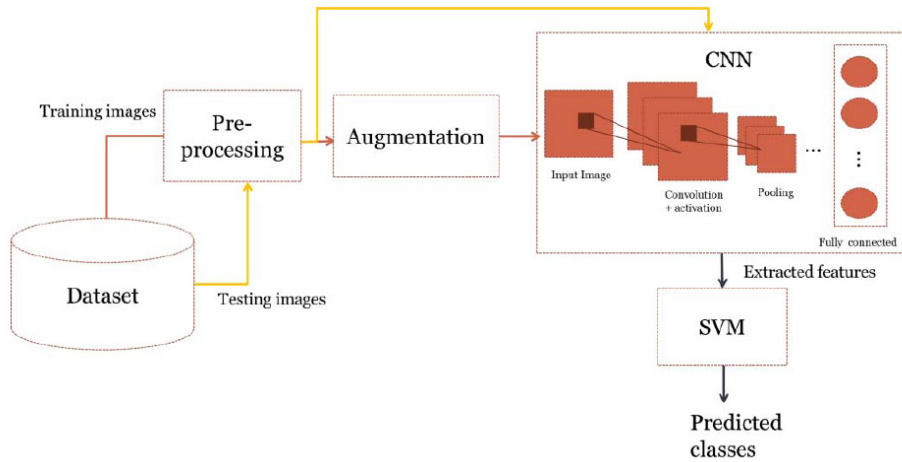 Training images
Pre-
processing
Augmentation
CNN
Input Image
Convolution
+ activation
Pooling
...
Fully connected
Dataset
Testing images
Extracted features
SVM
Predicted
classes